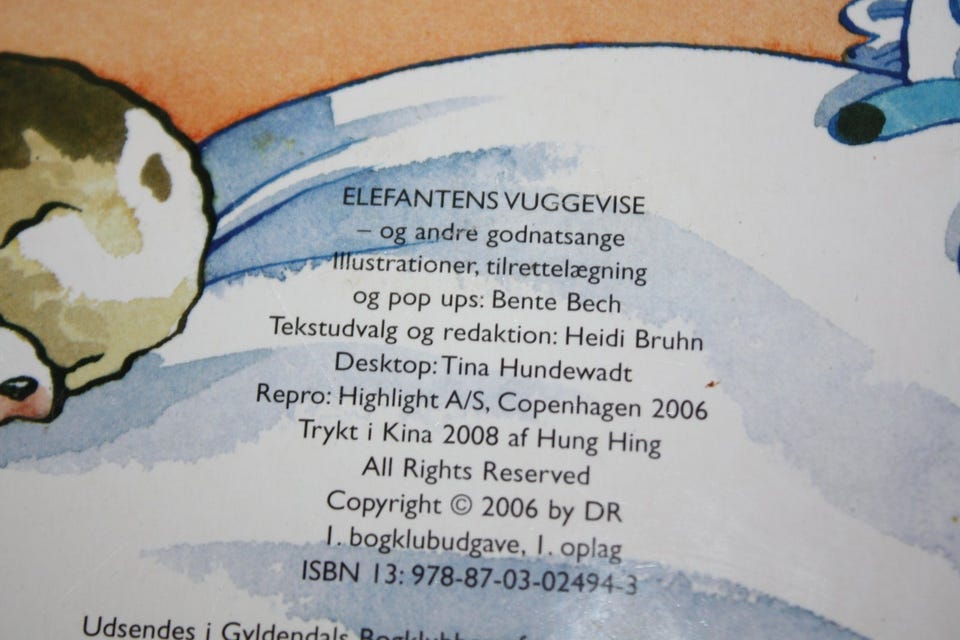 ELEFANTENS VUGGEVISE
– og andre godnatsange
Illustrationer, tilrettelægning
og pop ups: Bente Bech
Tekstudvalg og redaktion: Heidi Bruhn
Desktop: Tina Hundewadt
Repro: Highlight A/S, Copenhagen 2006
Trykt i Kina 2008 af Hung Hing
All Rights Reserved
Copyright © 2006 by DR
1. bogklubudgave, 1. oplag
ISBN 13: 978-87-03-02494-3
Udsendes i Gyldendals